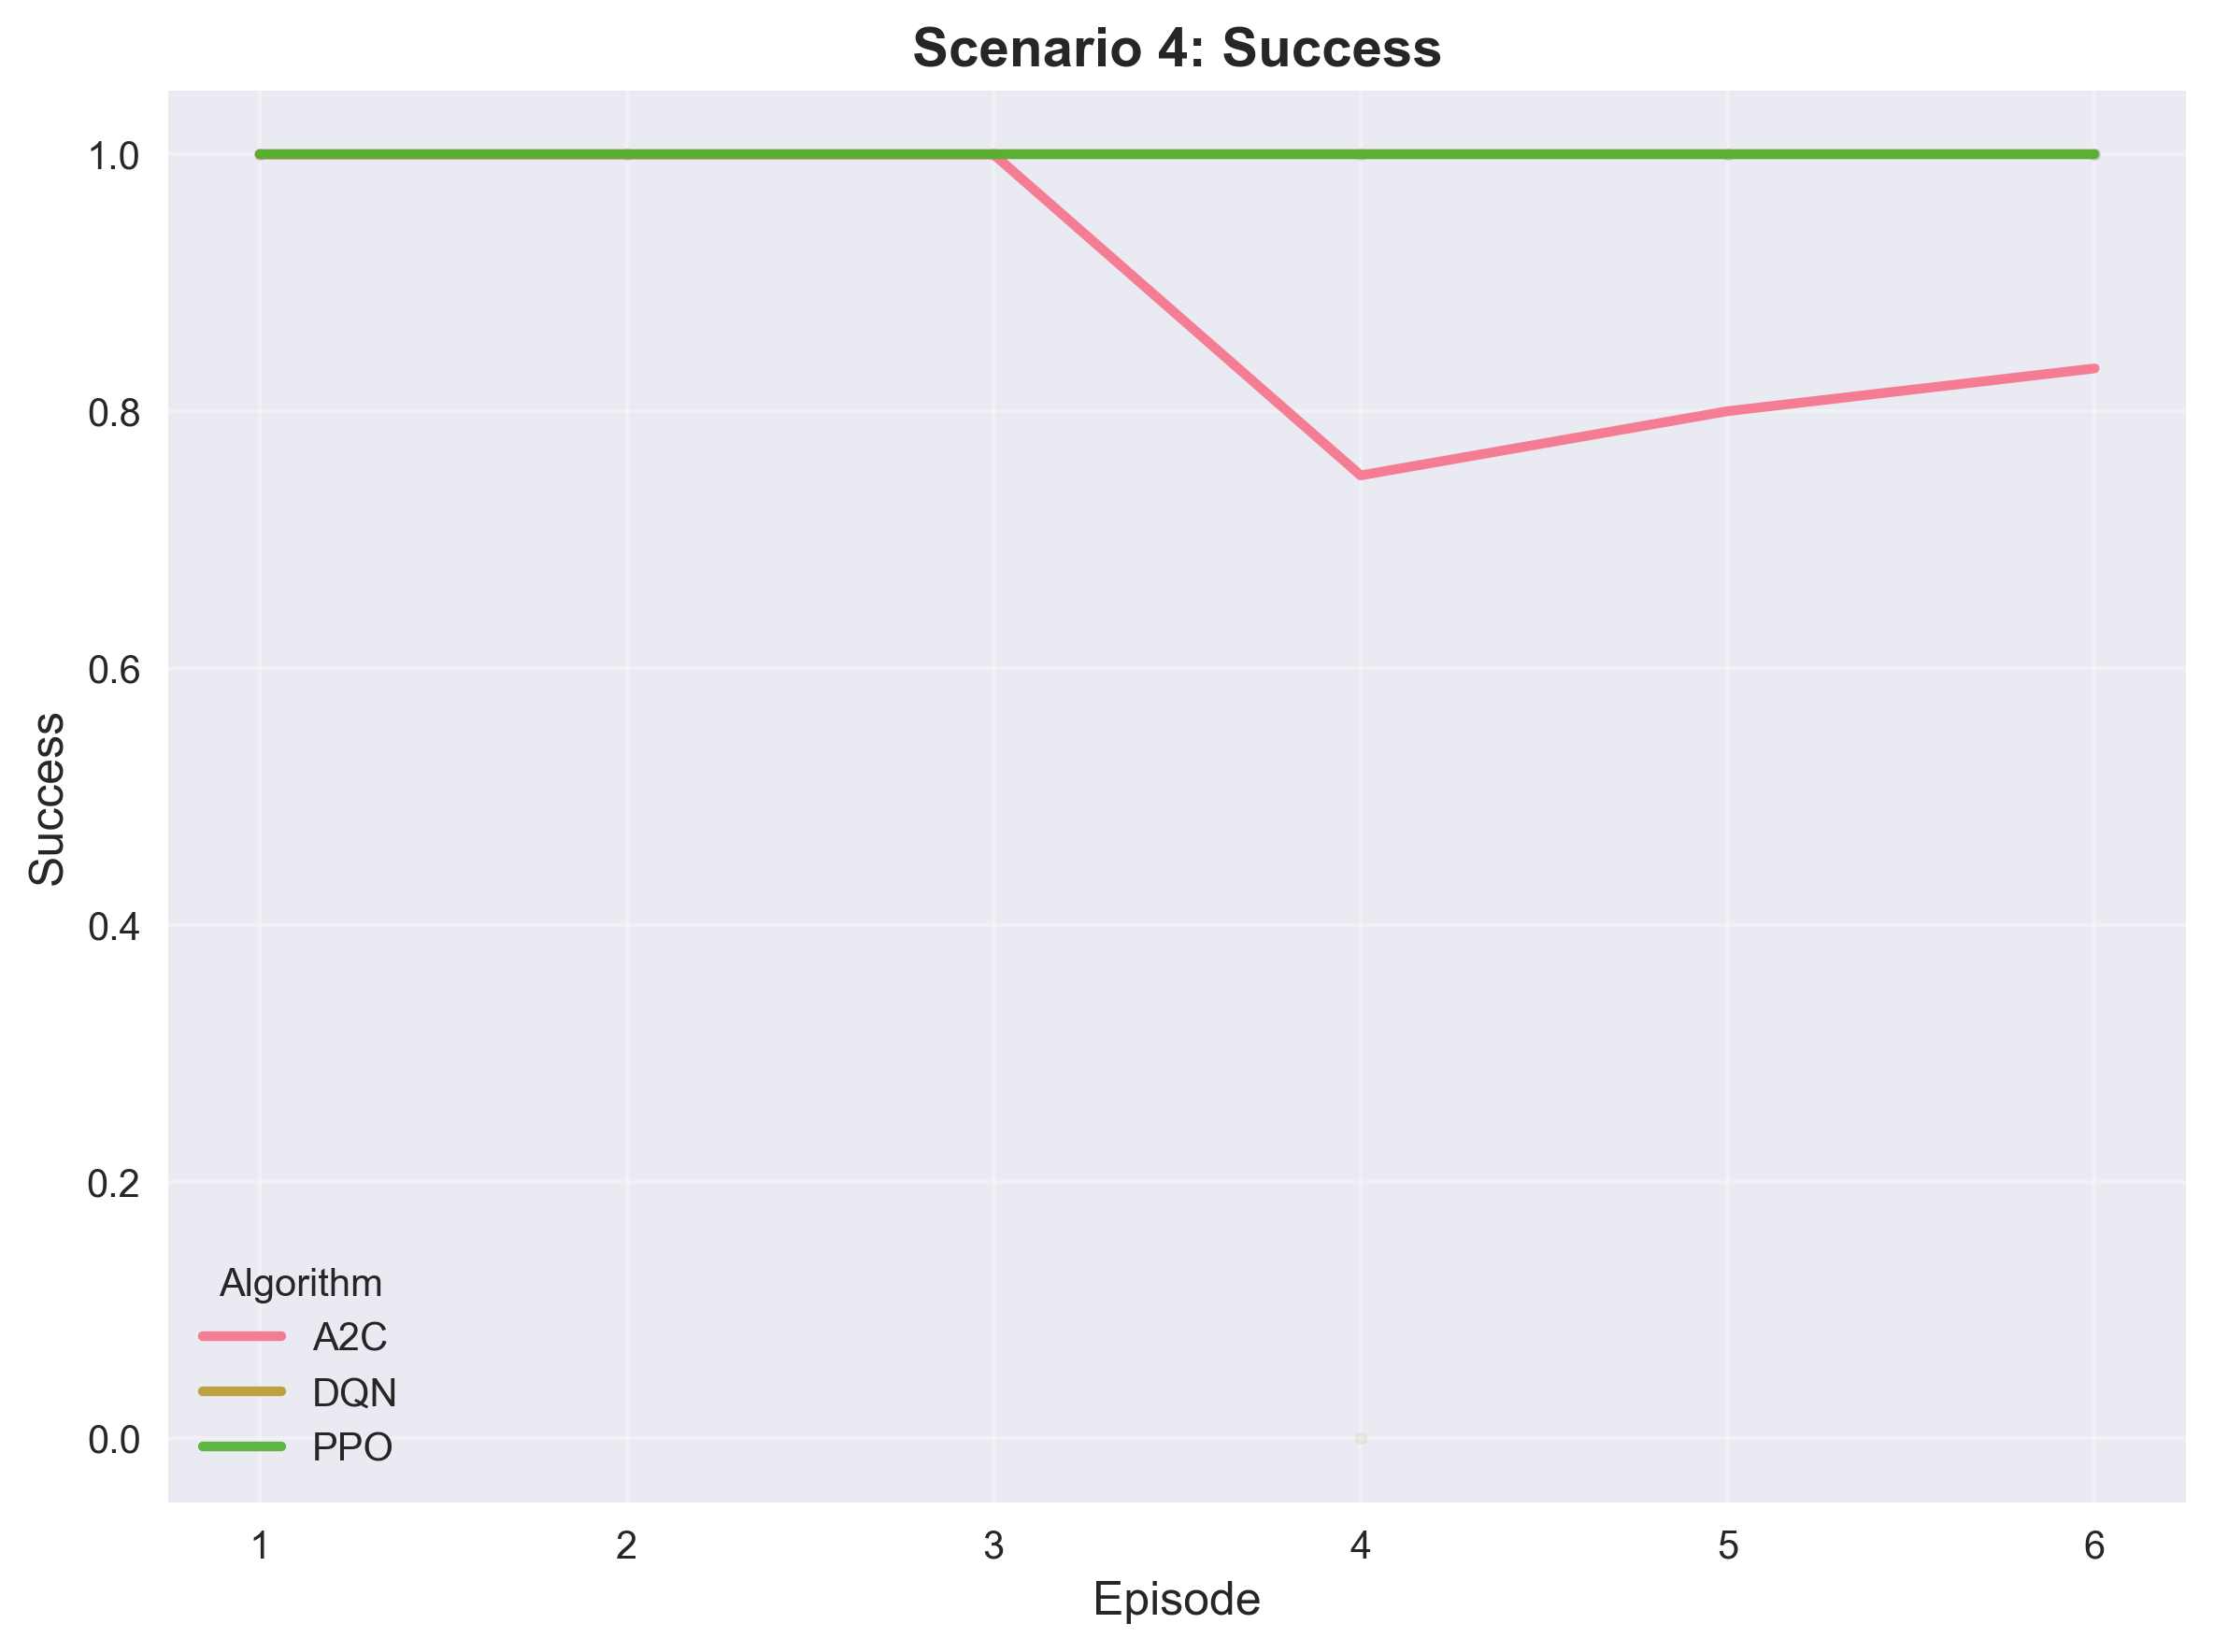 Scenario 4: Success
1.0
0.8
0.6
0.4
0.2
0.0
Success
Algorithm
A2C
DQN
PPO
1 2 3 4 5 6
Episode